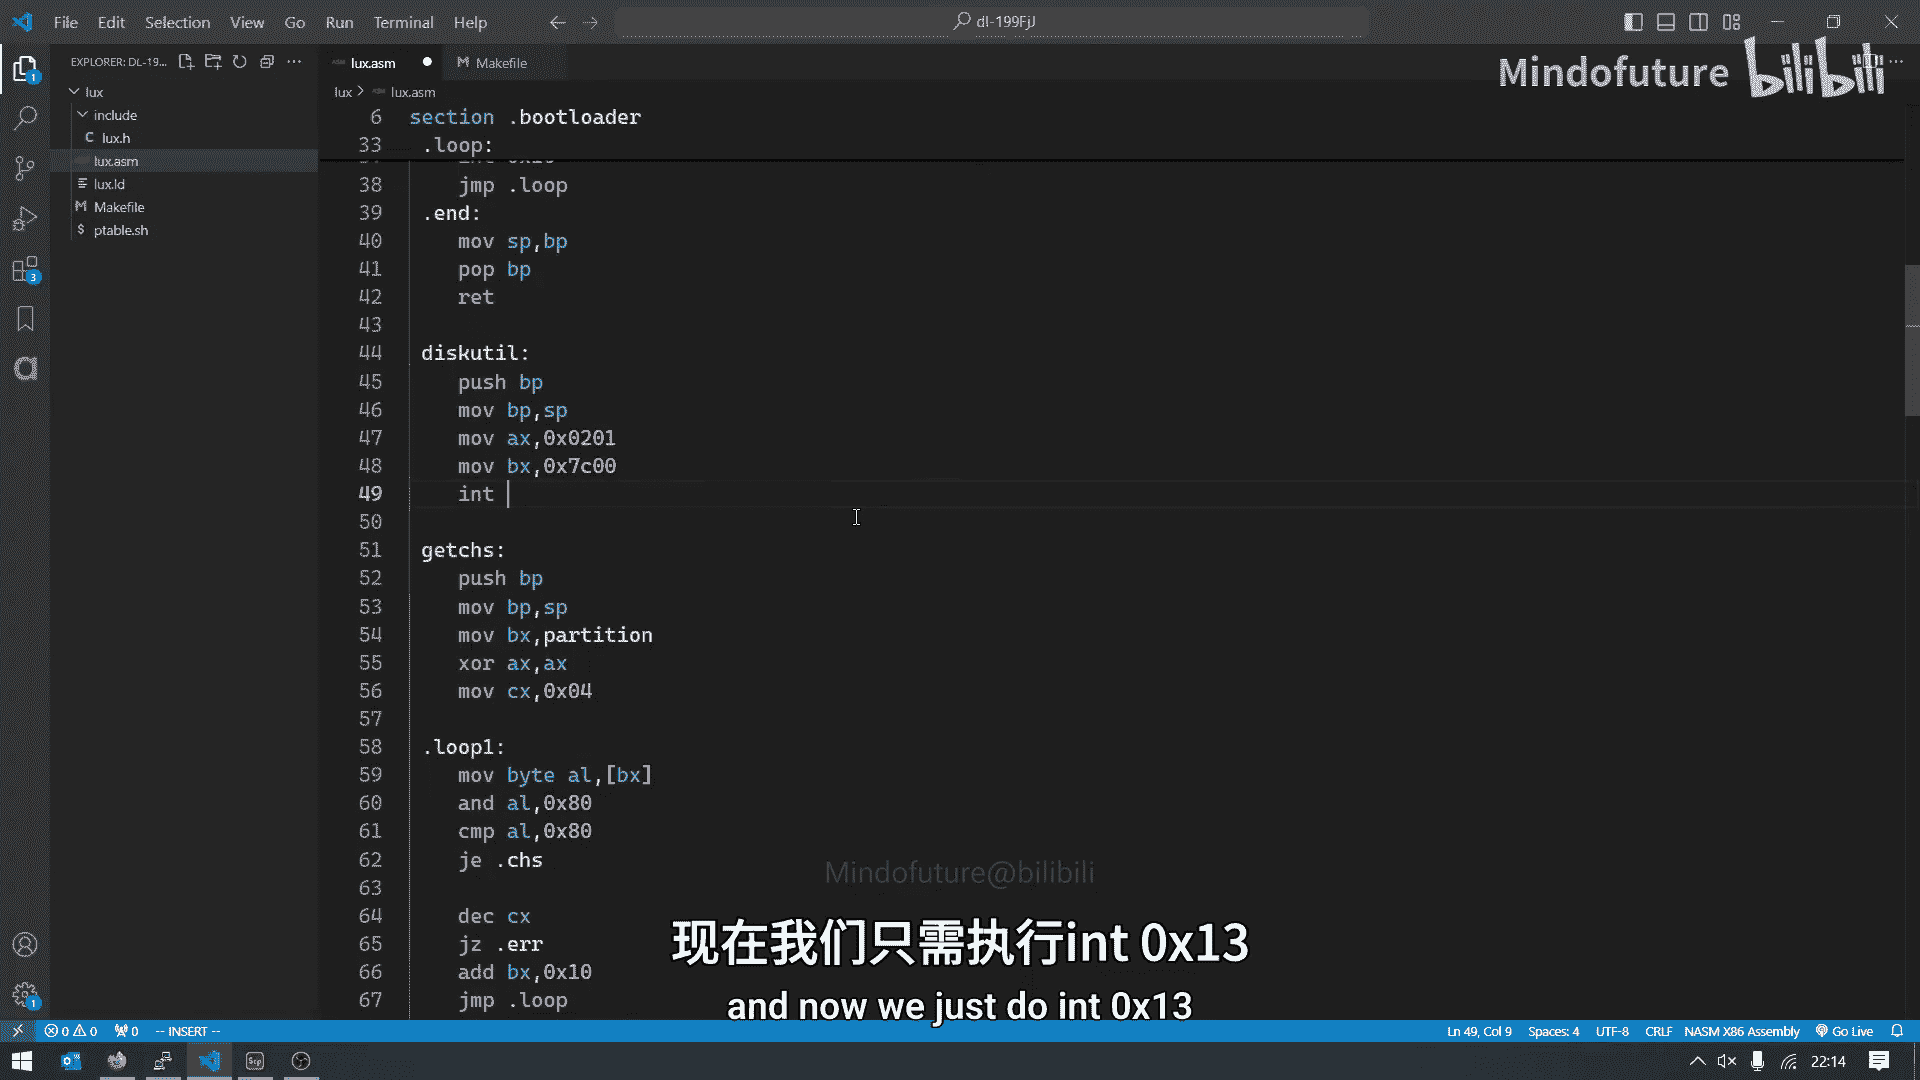 File Edit Selection View Go Run Terminal Help
dl-199FjJ
EXPLORER: DL-19...
lux.asm
Makefile
Mindofuture bilibili
lux
include
lux.h
lux.asm
lux.ld
Makefile
ptable.sh
lux > lux.asm
6 section .bootloader
33 .loop:
38 jmp .loop
39 .end:
40 mov sp,bp
41 pop bp
42 ret
43
44 diskutil:
45 push bp
46 mov bp,sp
47 mov ax,0x0201
48 mov bx,0x7c00
49 int
50
51 getchs:
52 push bp
53 mov bp,sp
54 mov bx,partition
55 xor ax,ax
56 mov cx,0x04
57
58 .loop1:
59 mov byte al,[bx]
60 and al,0x80
61 cmp al,0x80
62 je .chs
63
64 dec cx
65 jz .err
66 add bx,0x10
67 jmp .loop
Mindofuture@bilibili
现在我们只需执行int 0x13
and now we just do int 0x13
0 0 0 -- INSERT --
Ln 49, Col 9 Spaces: 4 UTF-8 CRLF NASM X86 Assembly Go Live
22:14